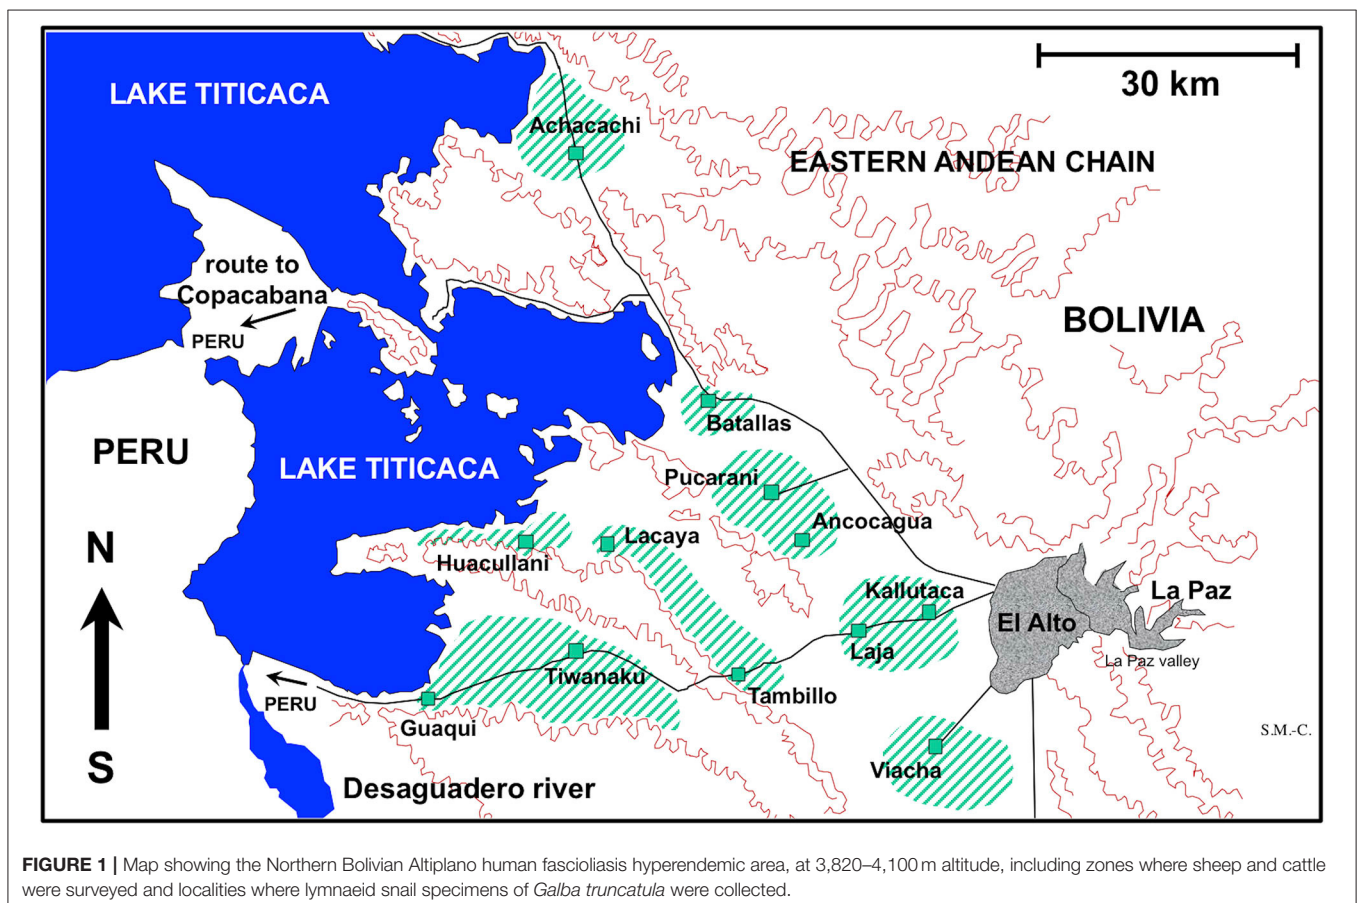 30 km
LAKE TITICACA
Achacachi
EASTERN ANDEAN CHAIN
route to
Copacabana
PERU
BOLIVIA
Batallas
PERU
LAKE TITICACA
Pucarani
Ancocagua
N
Lacaya
Huacullani
Kallutaca
La Paz
El Alto
Laja
La Paz valley
Tiwanaku
Tambillo
PERU
Guaqui
S.M.-C.
S
Viacha
Desaguadero river
FIGURE 1 | Map showing the Northern Bolivian Altiplano human fascioliasis hyperendemic area, at 3,820–4,100 m altitude, including zones where sheep and cattle
were surveyed and localities where lymnaeid snail specimens of Galba truncatula were collected.